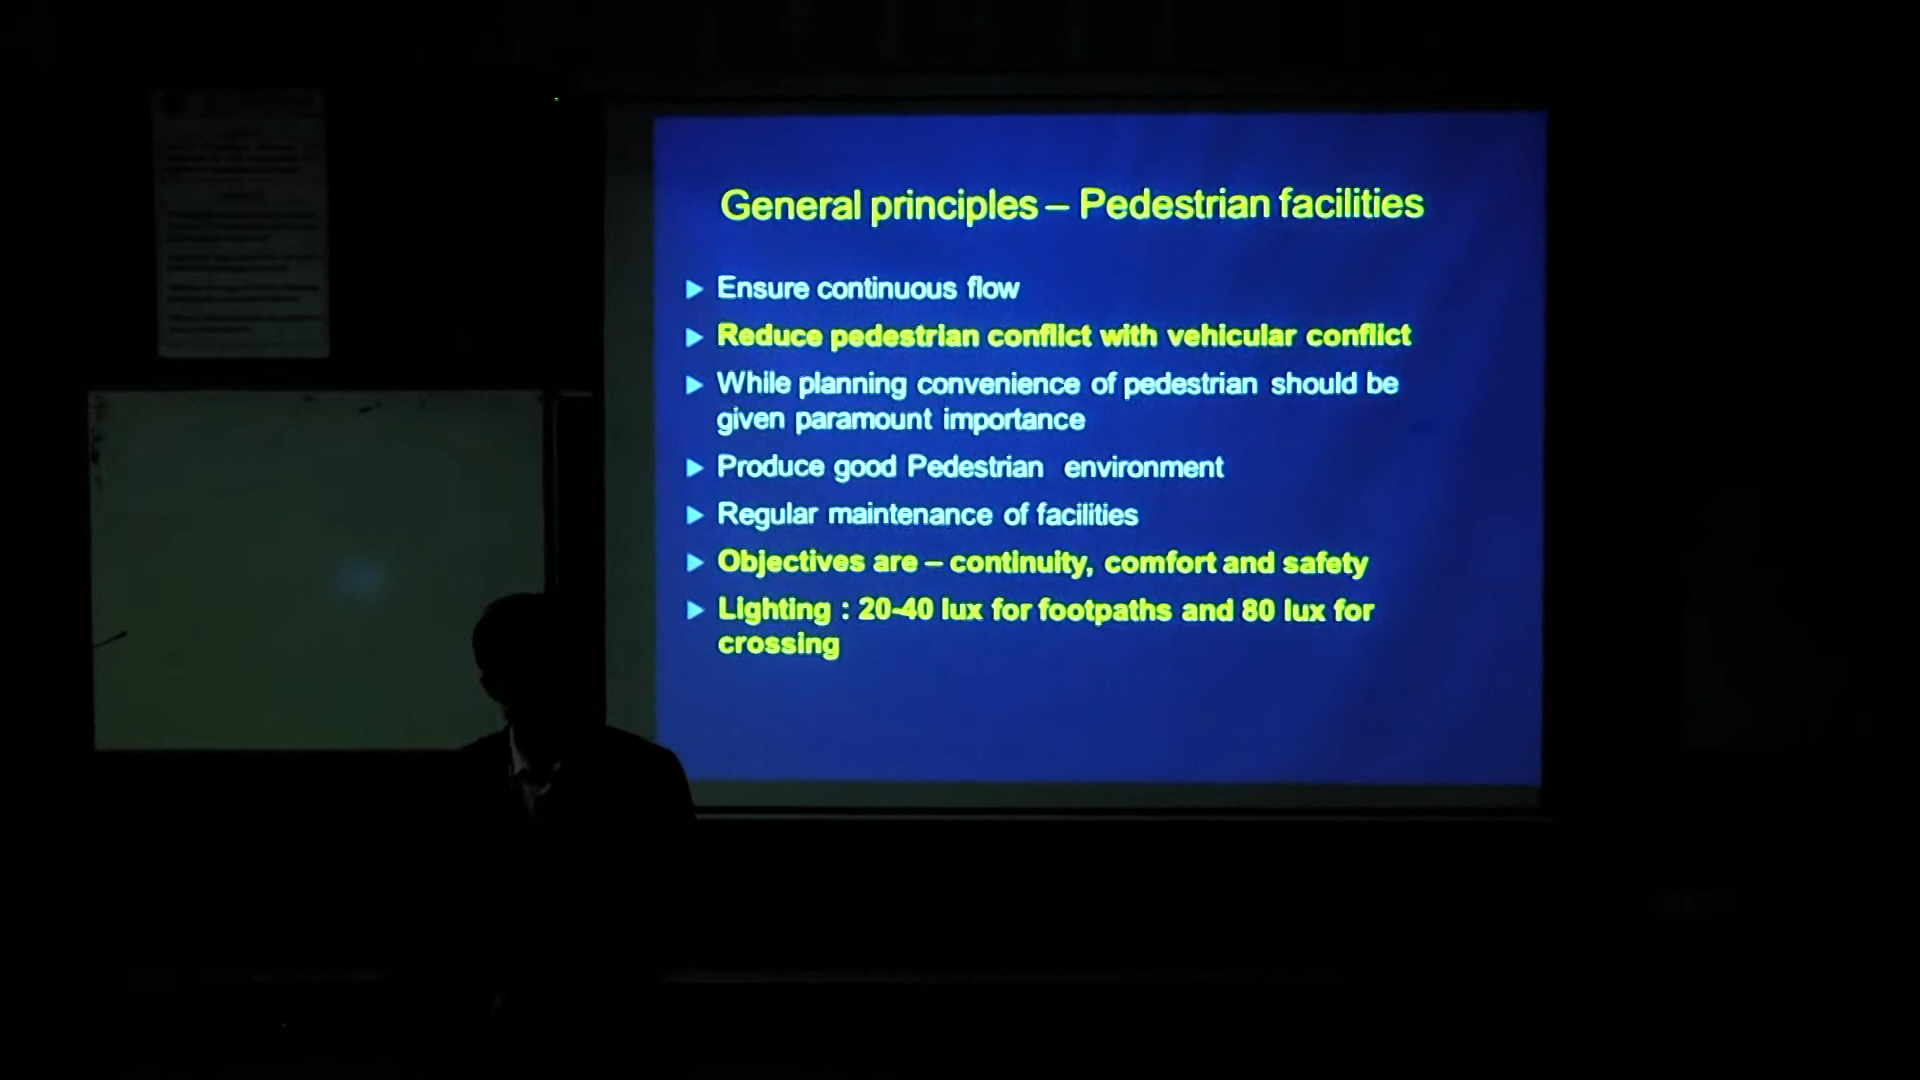 General principles – Pedestrian facilities
Ensure continuous flow
Reduce pedestrian conflict with vehicular conflict
While planning convenience of pedestrian should be
given paramount importance
Produce good Pedestrian environment
Regular maintenance of facilities
Objectives are – continuity, comfort and safety
Lighting : 20-40 lux for footpaths and 80 lux for
crossing